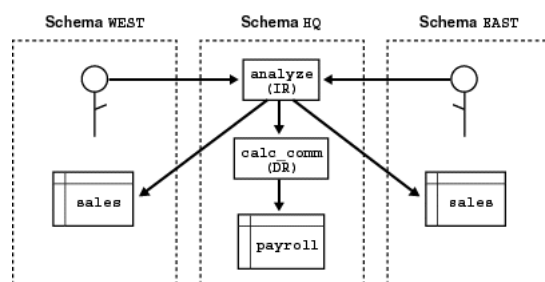 Schema WEST
Schema HQ
Schema EAST
analyze
(IR)
calc_comm
(DR)
sales
sales
payroll